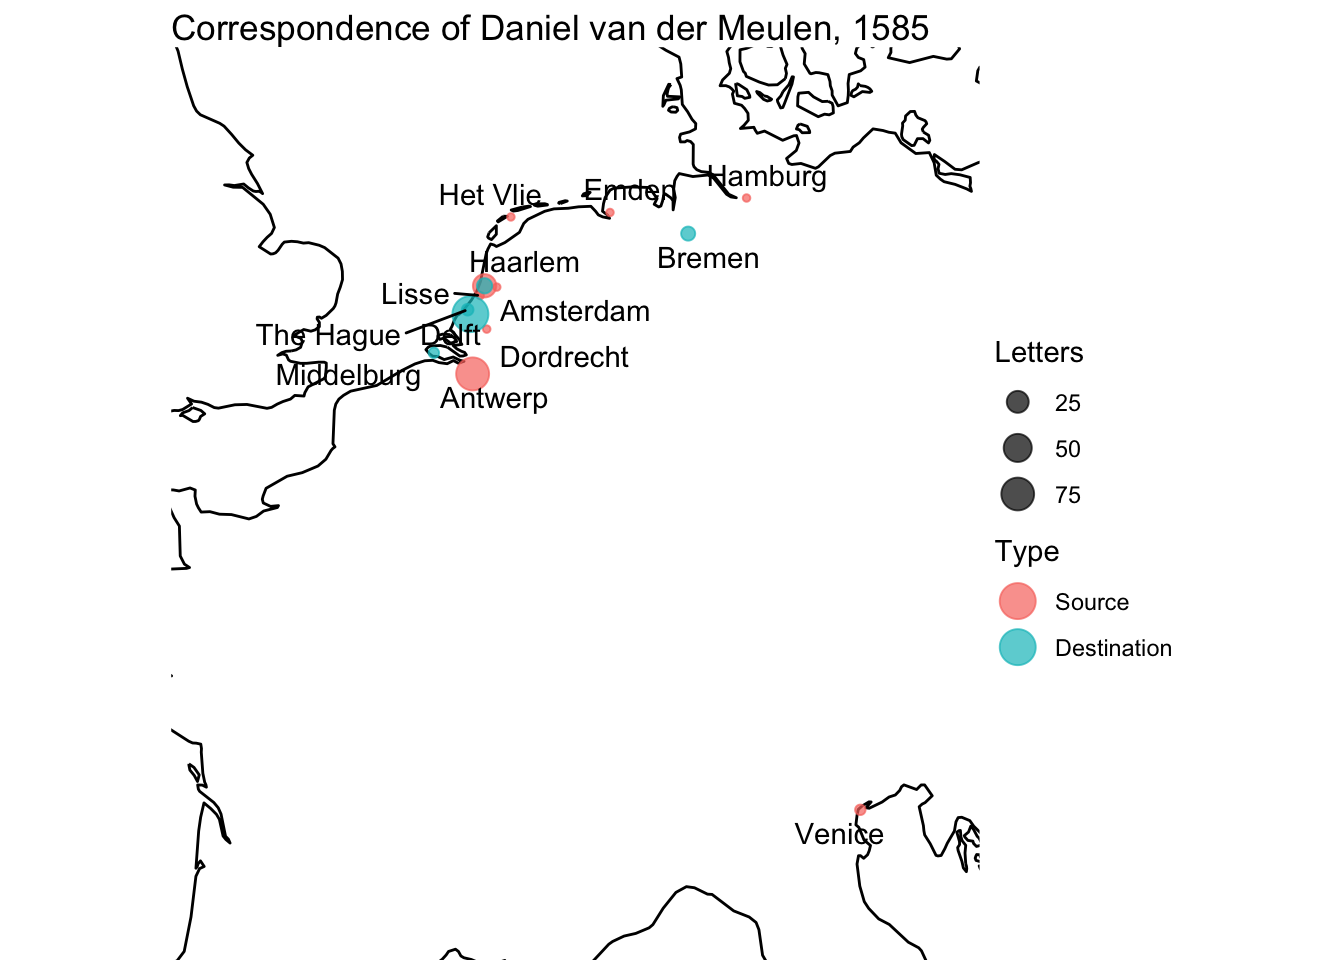 Correspondence of Daniel van der Meulen, 1585
Hamburg
Het Vlie
Emden
Bremen
Haarlem
Lisse
Amsterdam
The Hague
Delft
Dordrecht
Middelburg
Antwerp
Venice
Letters
25
50
75
Type
Source
Destination